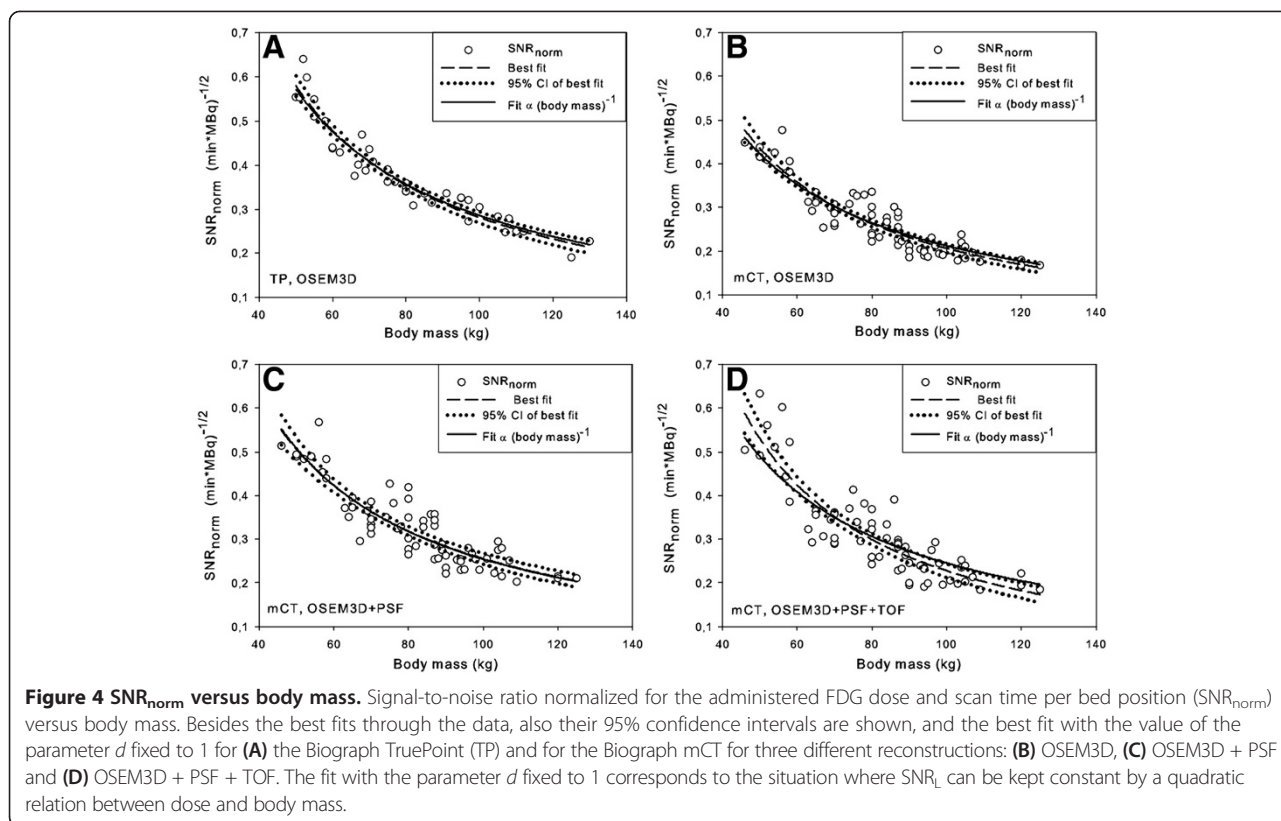 A
SNRnorm
Best fit
95% CI of best fit
Fit α (body mass)-1
SNRnorm (min*MBq)-1/2
0,7
0,6
0,5
0,4
0,3
0,2
0,1
TP, OSEM3D
40 60 80 100 120 140
Body mass (kg)
B
SNRnorm
Best fit
95% CI of best fit
Fit α (body mass)-1
SNRnorm (min*MBq)-1/2
0,7
0,6
0,5
0,4
0,3
0,2
0,1
mCT, OSEM3D
40 60 80 100 120 140
Body mass (kg)
C
SNRnorm
Best fit
95% CI of best fit
Fit α (body mass)-1
SNRnorm (min*MBq)-1/2
0,7
0,6
0,5
0,4
0,3
0,2
0,1
mCT, OSEM3D+PSF
40 60 80 100 120 140
Body mass (kg)
D
SNRnorm
Best fit
95% CI of best fit
Fit α (body mass)-1
SNRnorm (min*MBq)-1/2
0,7
0,6
0,5
0,4
0,3
0,2
0,1
mCT, OSEM3D+PSF+TOF
40 60 80 100 120 140
Body mass (kg)
Figure 4 SNRnorm versus body mass. Signal-to-noise ratio normalized for the administered FDG dose and scan time per bed position (SNRnorm)
versus body mass. Besides the best fits through the data, also their 95% confidence intervals are shown, and the best fit with the value of the
parameter d fixed to 1 for (A) the Biograph TruePoint (TP) and for the Biograph mCT for three different reconstructions: (B) OSEM3D, (C) OSEM3D + PSF
and (D) OSEM3D + PSF + TOF. The fit with the parameter d fixed to 1 corresponds to the situation where SNRL can be kept constant by a quadratic
relation between dose and body mass.